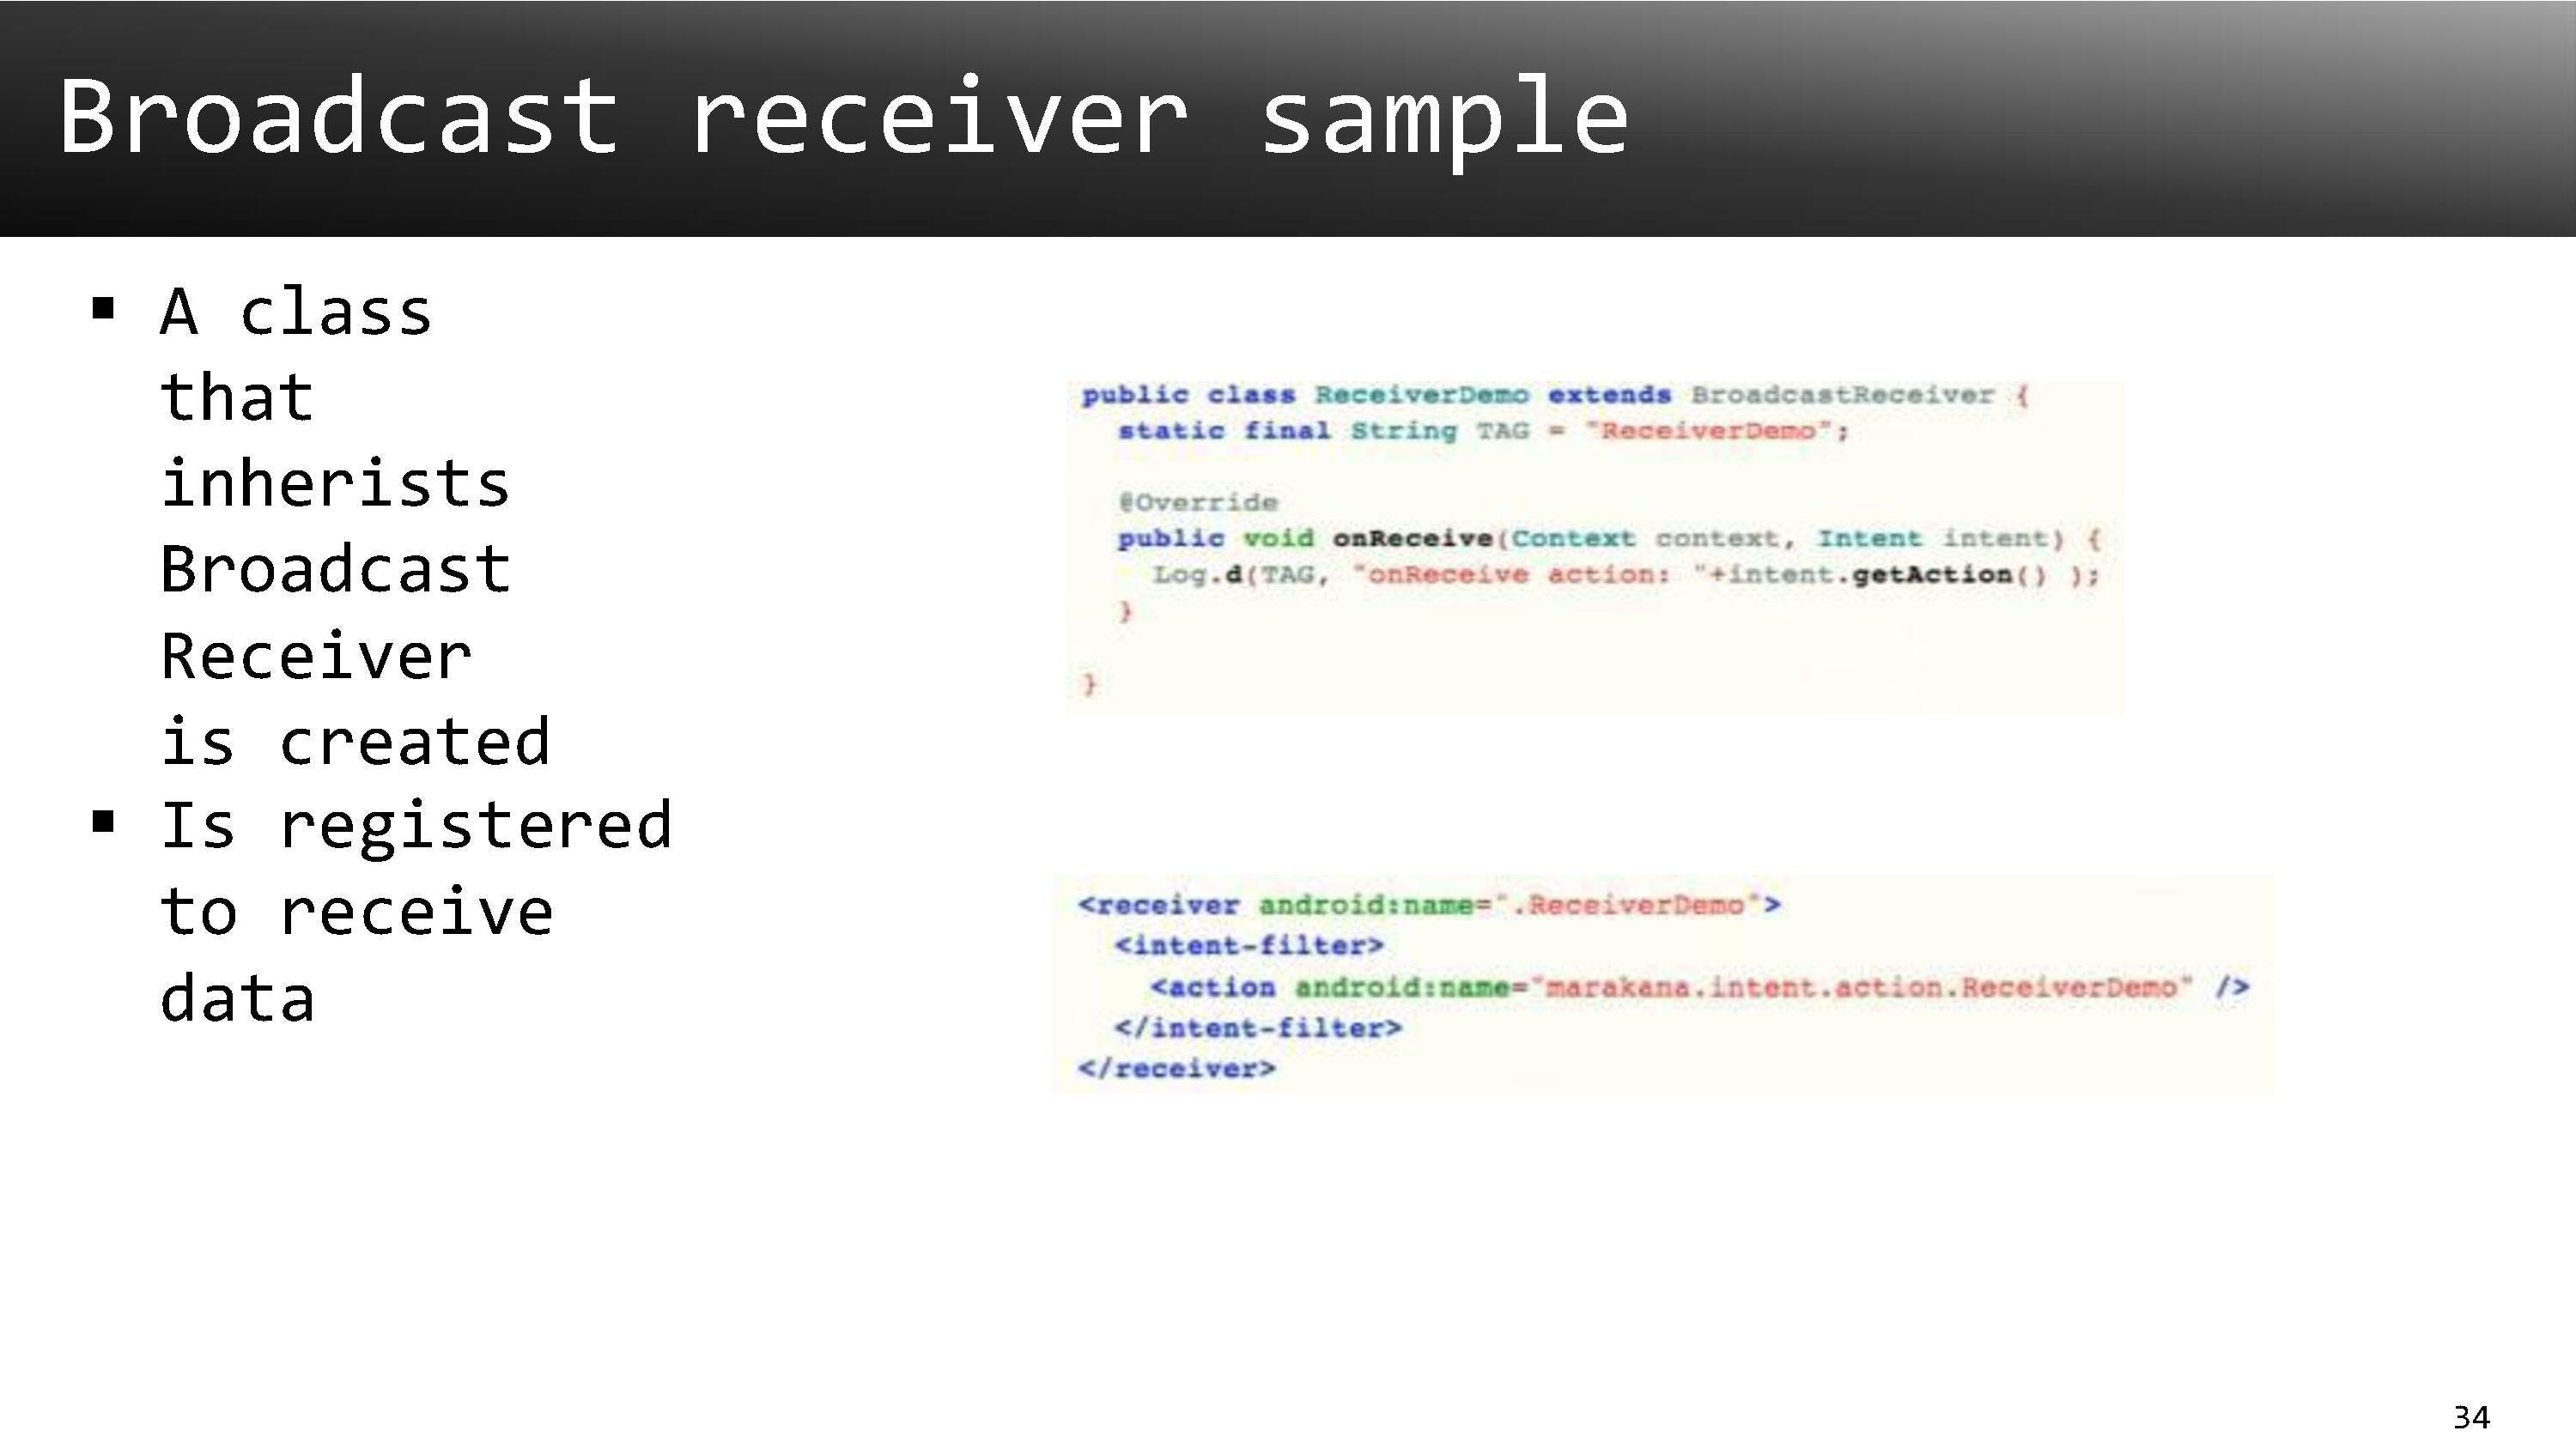 Broadcast receiver sample
▪ A class
that
inherists
Broadcast
Receiver
is created
▪ Is registered
to receive
data
public class ReceiverDemo extends BroadcastReceiver {
static final String TAG = "ReceiverDemo";
@Override
public void onReceive(Context context, Intent intent) {
Log.d(TAG, "onReceive action: "+intent.getAction() );
}
}
<receiver android:name=".ReceiverDemo">
<intent-filter>
<action android:name="marakana.intent.action.ReceiverDemo" />
</intent-filter>
</receiver>
34